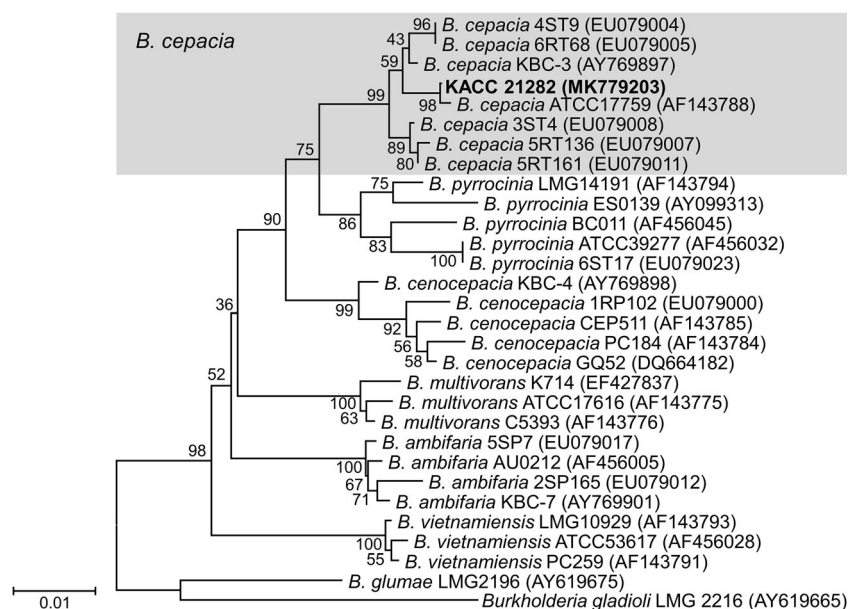 96 B. cepacia 4ST9 (EU079004)
43 B. cepacia 6RT68 (EU079005)
B. cepacia
59 B. cepacia KBC-3 (AY769897)
KACC 21282 (MK779203)
99
98 B. cepacia ATCC17759 (AF143788)
B. cepacia 3ST4 (EU079008)
89 B. cepacia 5RT136 (EU079007)
75 80 B. cepacia 5RT161 (EU079011)
75 B. pyrrocinia LMG14191 (AF143794)
B. pyrrocinia ES0139 (AY099313)
86 B. pyrrocinia BC011 (AF456045)
90
83 B. pyrrocinia ATCC39277 (AF456032)
100 B. pyrrocinia 6ST17 (EU079023)
B. cenocepacia KBC-4 (AY769898)
99 B. cenocepacia 1RP102 (EU079000)
36
92 B. cenocepacia CEP511 (AF143785)
56 B. cenocepacia PC184 (AF143784)
58 B. cenocepacia GQ52 (DQ664182)
52 B. multivorans K714 (EF427837)
100 B. multivorans ATCC17616 (AF143775)
63 B. multivorans C5393 (AF143776)
B. ambifaria 5SP7 (EU079017)
98
100 B. ambifaria AU0212 (AF456005)
67 B. ambifaria 2SP165 (EU079012)
71 B. ambifaria KBC-7 (AY769901)
B. vietnamiensis LMG10929 (AF143793)
100 B. vietnamiensis ATCC53617 (AF456028)
55 B. vietnamiensis PC259 (AF143791)
B. glumae LMG2196 (AY619675)
0.01 Burkholderia gladioli LMG 2216 (AY619665)